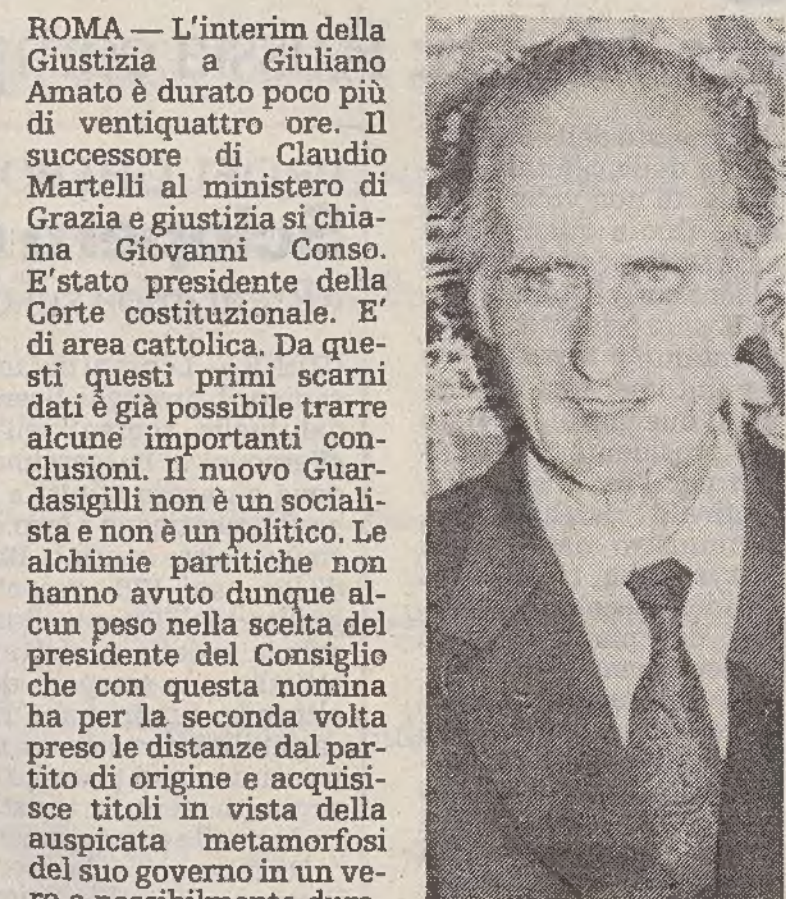 ROMA — L'interim della
Giustizia a Giuliano
Amato è durato poco più
di ventiquattro ore. Il
successore di Claudio
Martelli al ministero di
Grazia e giustizia si chia-
ma Giovanni Conso.
E'stato presidente della
Corte costituzionale. E'
di area cattolica. Da que-
sti questi primi scarni
dati è già possibile trarre
alcune importanti con-
clusioni. Il nuovo Guar-
dasigilli non è un sociali-
sta e non è un politico. Le
alchimie partitiche non
hanno avuto dunque al-
cun peso nella scelta del
presidente del Consiglio
che con questa nomina
ha per la seconda volta
preso le distanze dal par-
tito di origine e acquisi-
sce titoli in vista della
auspicata metamorfosi
del suo governo in un ve-
ro e possibilmente dura-